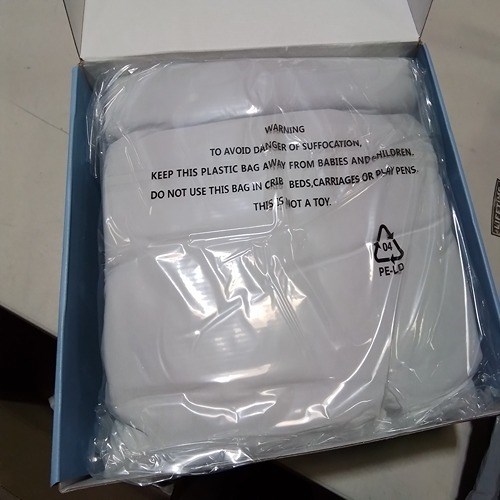 WARNING
TO AVOID DANGER OF SUFFOCATION,
KEEP THIS PLASTIC BAG AWAY FROM BABIES AND CHILDREN.
DO NOT USE THIS BAG IN CRIB BEDS,CARRIAGES OR PLAY PENS.
THIS IS NOT A TOY.
04
PE-LD